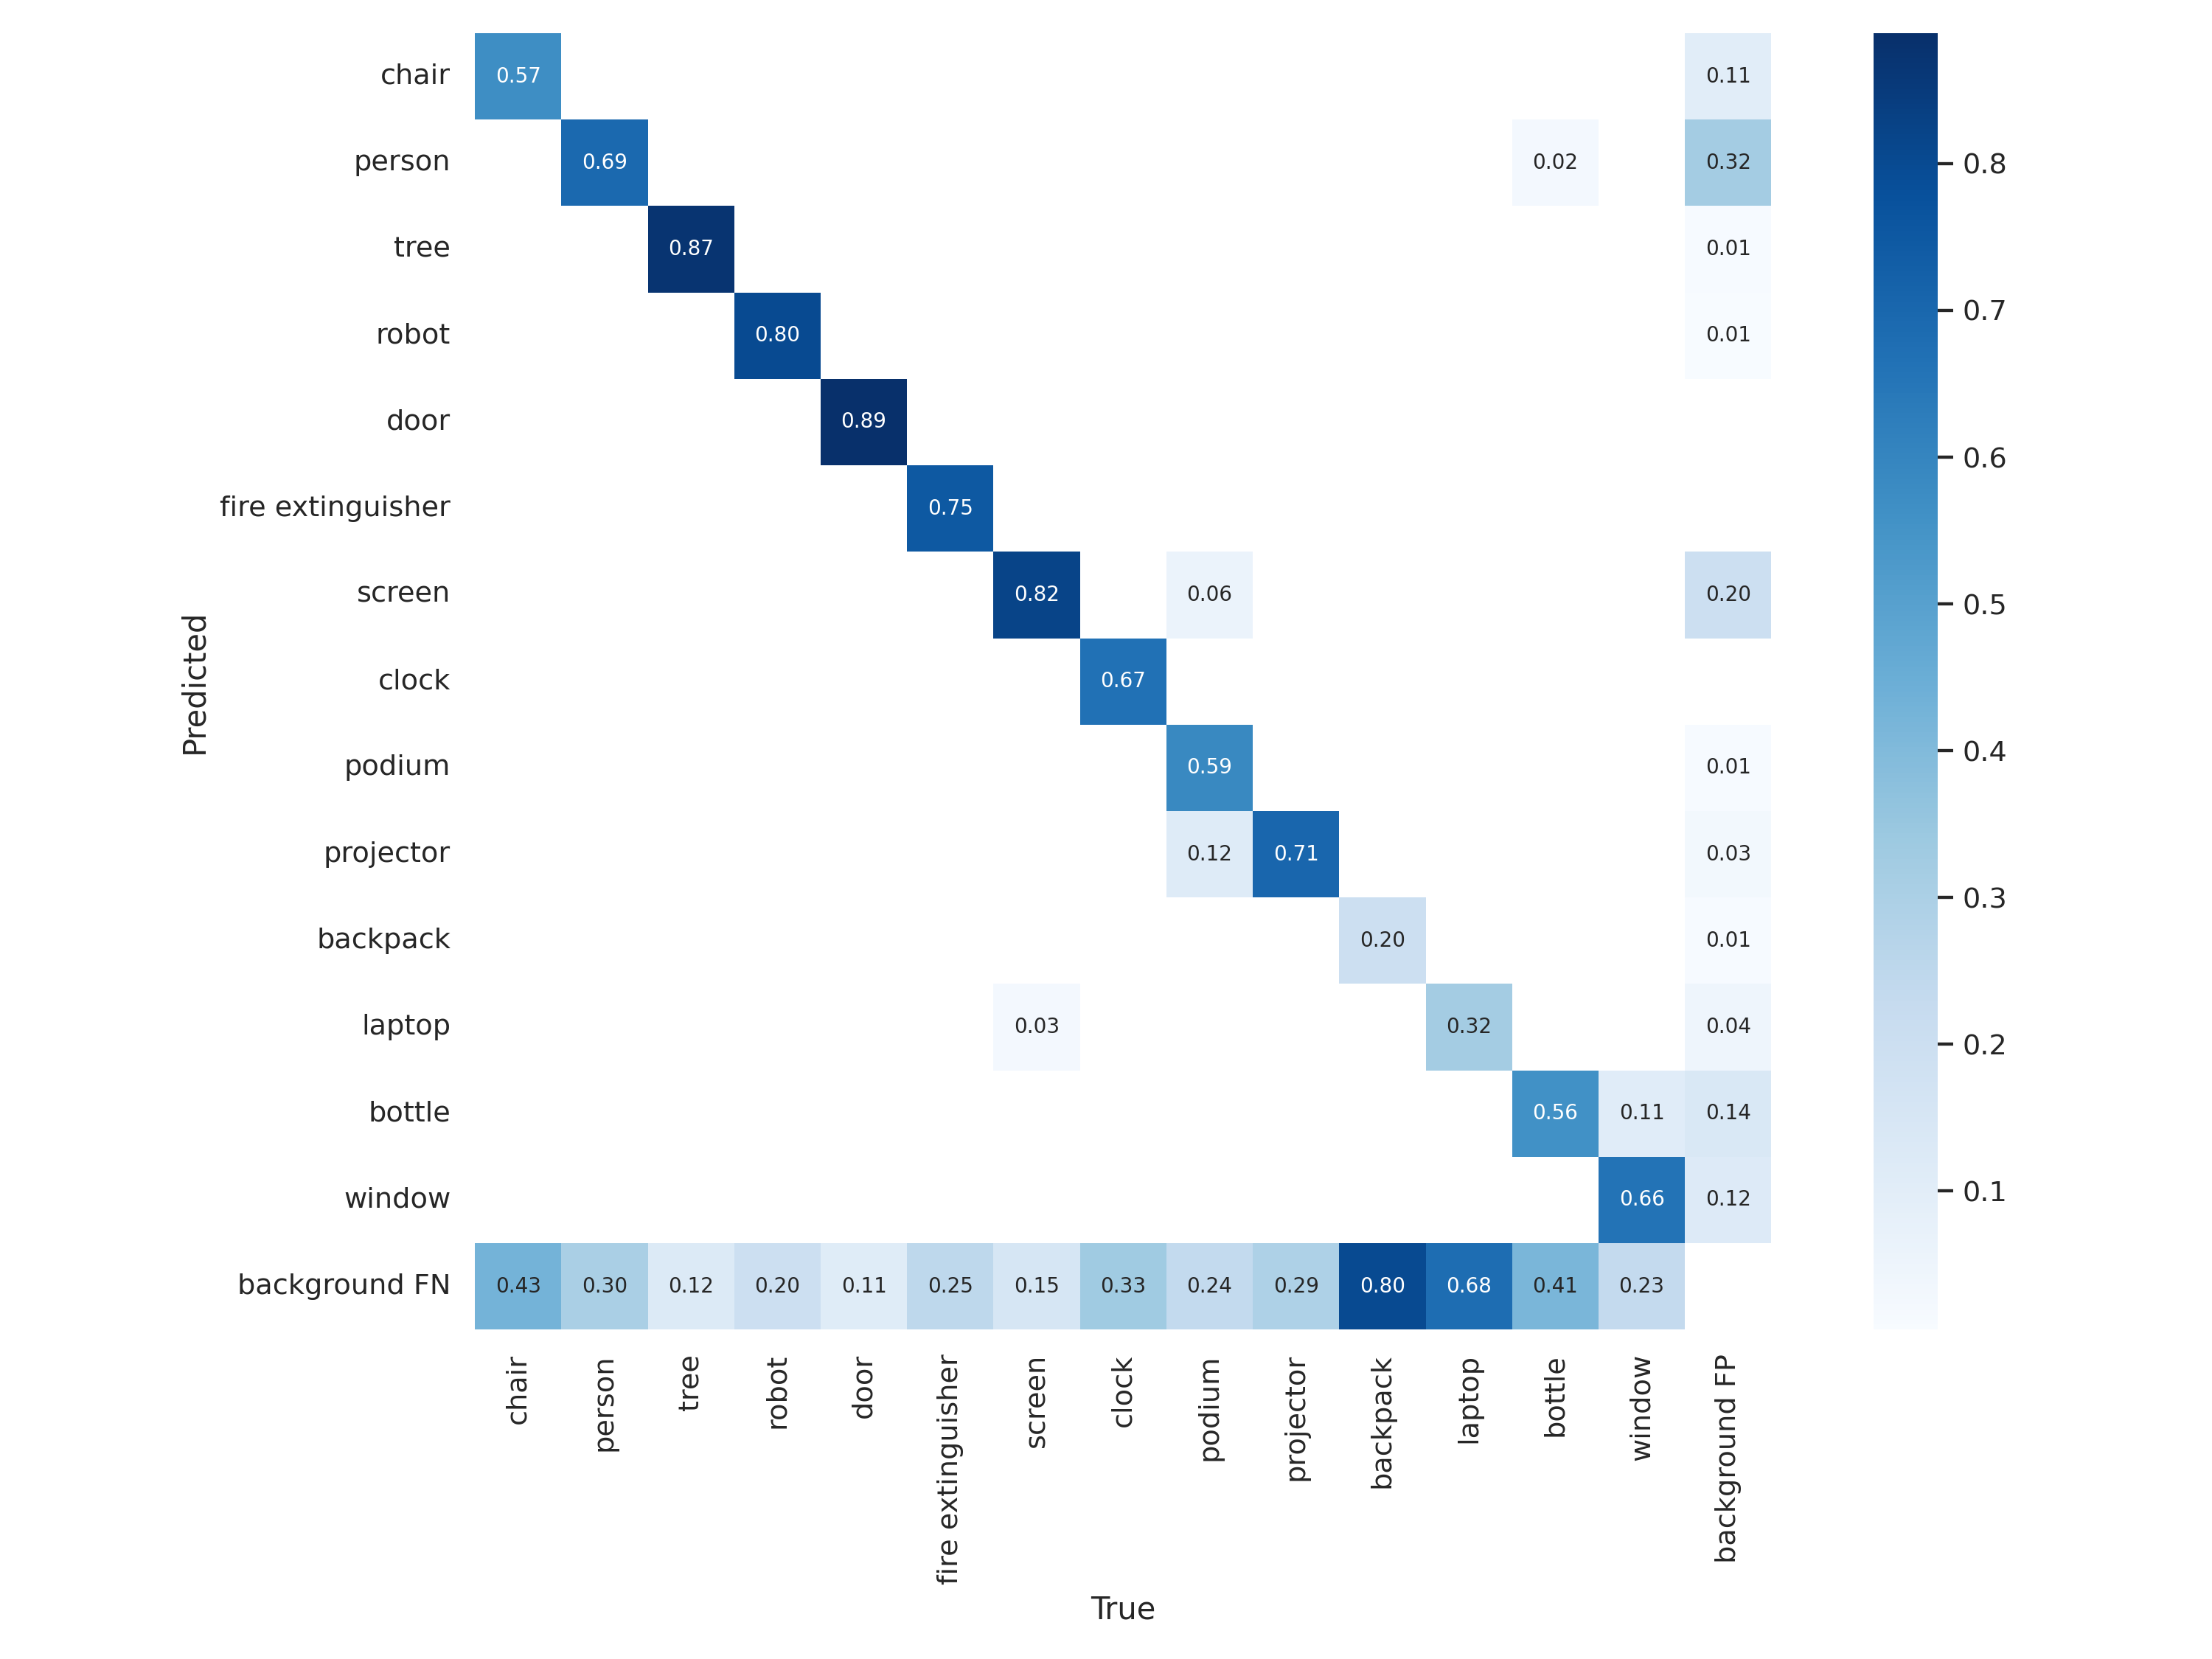 chair 0.57 0.11
person 0.69 0.02 0.32 0.8
tree 0.87 0.01
0.7
robot 0.80 0.01
door 0.89
0.6
fire extinguisher 0.75
screen 0.82 0.06 0.20 0.5
clock 0.67
0.4
podium 0.59 0.01
projector 0.12 0.71 0.03
0.3
backpack 0.20 0.01
laptop 0.03 0.32 0.04
0.2
bottle 0.56 0.11 0.14
window 0.66 0.12 0.1
background FN 0.43 0.30 0.12 0.20 0.11 0.25 0.15 0.33 0.24 0.29 0.80 0.68 0.41 0.23
Predicted
chair
person
tree
robot
door
fire extinguisher
screen
clock
podium
projector
backpack
laptop
bottle
window
background FP
True